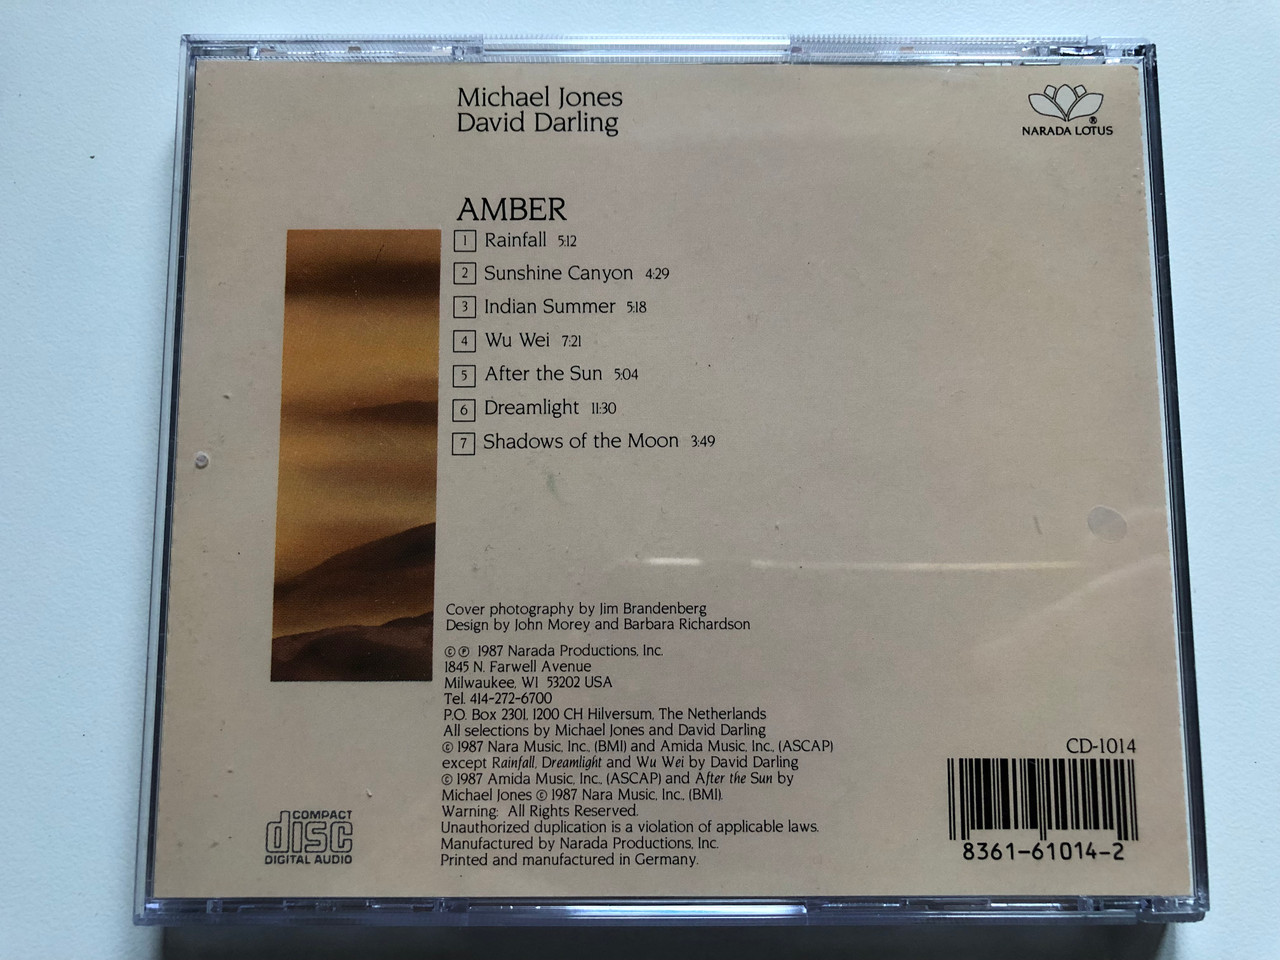 Michael Jones
David Darling
® NARADA LOTUS
AMBER
1 Rainfall 5:12
2 Sunshine Canyon 4:29
3 Indian Summer 5:18
4 Wu Wei 7:21
5 After the Sun 5:04
6 Dreamlight 11:30
7 Shadows of the Moon 3:49
Cover photography by Jim Brandenberg
Design by John Morey and Barbara Richardson
© ℗ 1987 Narada Productions, Inc.
1845 N. Farwell Avenue
Milwaukee, WI 53202 USA
Tel. 414-272-6700
P.O. Box 2301, 1200 CH Hilversum, The Netherlands
All selections by Michael Jones and David Darling
© 1987 Nara Music, Inc., (BMI) and Amida Music, Inc., (ASCAP)
except Rainfall, Dreamlight and Wu Wei by David Darling
© 1987 Amida Music, Inc., (ASCAP) and After the Sun by
Michael Jones © 1987 Nara Music, Inc., (BMI).
Warning: All Rights Reserved.
Unauthorized duplication is a violation of applicable laws.
Manufactured by Narada Productions, Inc.
Printed and manufactured in Germany.
COMPACT
disc
DIGITAL AUDIO
CD-1014
8361-61014-2